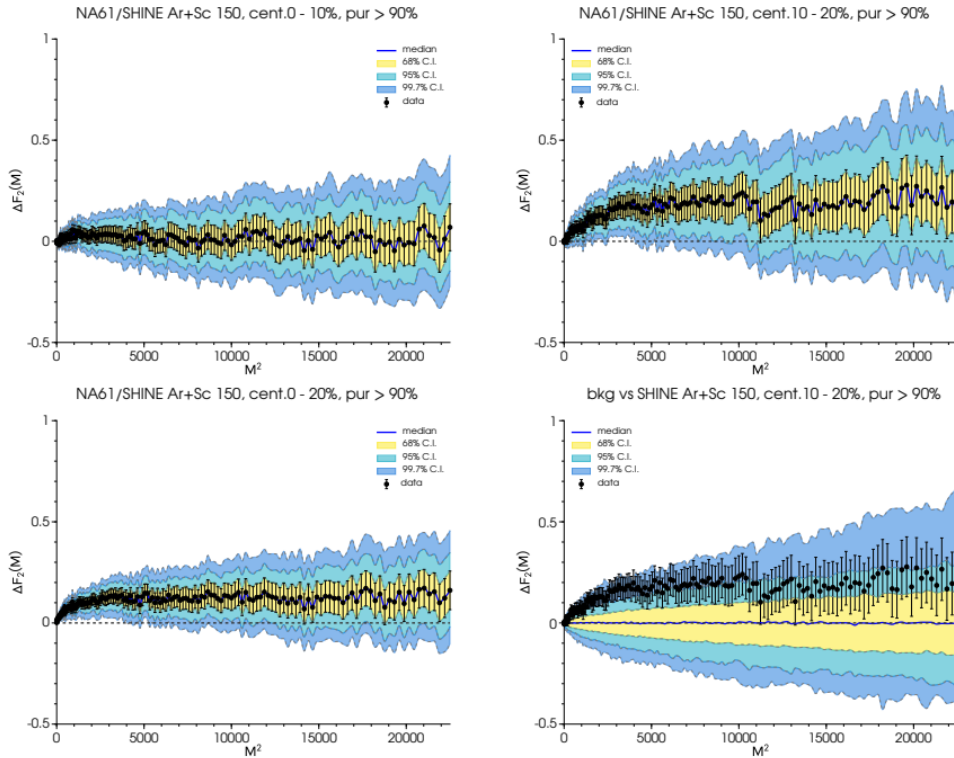 NA61/SHINE Ar+Sc 150, cent.0 - 10%, pur > 90%
1
median
68% C.I.
95% C.I.
99.7% C.I.
data
0.5
ΔF₂(M)
0
-0.5
0 5000 10000 15000 20000
M²
NA61/SHINE Ar+Sc 150, cent.10 - 20%, pur > 90%
1
median
68% C.I.
95% C.I.
99.7% C.I.
data
0.5
ΔF₂(M)
0
-0.5
0 5000 10000 15000 20000
M²
NA61/SHINE Ar+Sc 150, cent.0 - 20%, pur > 90%
1
median
68% C.I.
95% C.I.
99.7% C.I.
data
0.5
ΔF₂(M)
0
-0.5
0 5000 10000 15000 20000
M²
bkg vs SHINE Ar+Sc 150, cent.10 - 20%, pur > 90%
1
median
68% C.I.
95% C.I.
99.7% C.I.
data
0.5
ΔF₂(M)
0
-0.5
0 5000 10000 15000 20000
M²